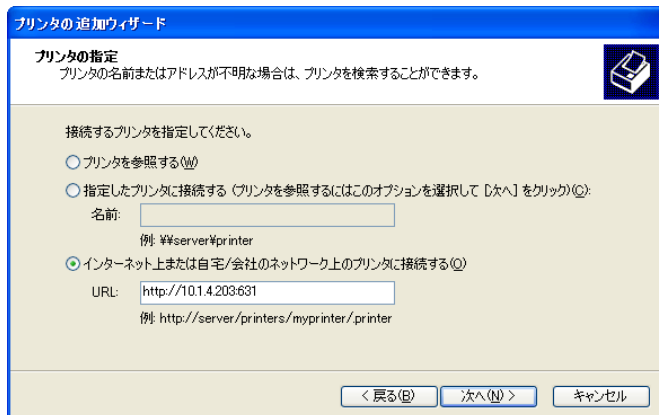 プリンタの追加ウィザード
プリンタの指定
プリンタの名前またはアドレスが不明な場合は、プリンタを検索することができます。
接続するプリンタを指定してください。
プリンタを参照する(W)
指定したプリンタに接続する (プリンタを参照するにはこのオプションを選択して [次へ] をクリック)(C):
名前:
例: ¥¥server¥printer
インターネット上または自宅/会社のネットワーク上のプリンタに接続する(O)
URL: http://10.1.4.203:631
例: http://server/printers/myprinter/.printer
< 戻る(B) 次へ(N) > キャンセル